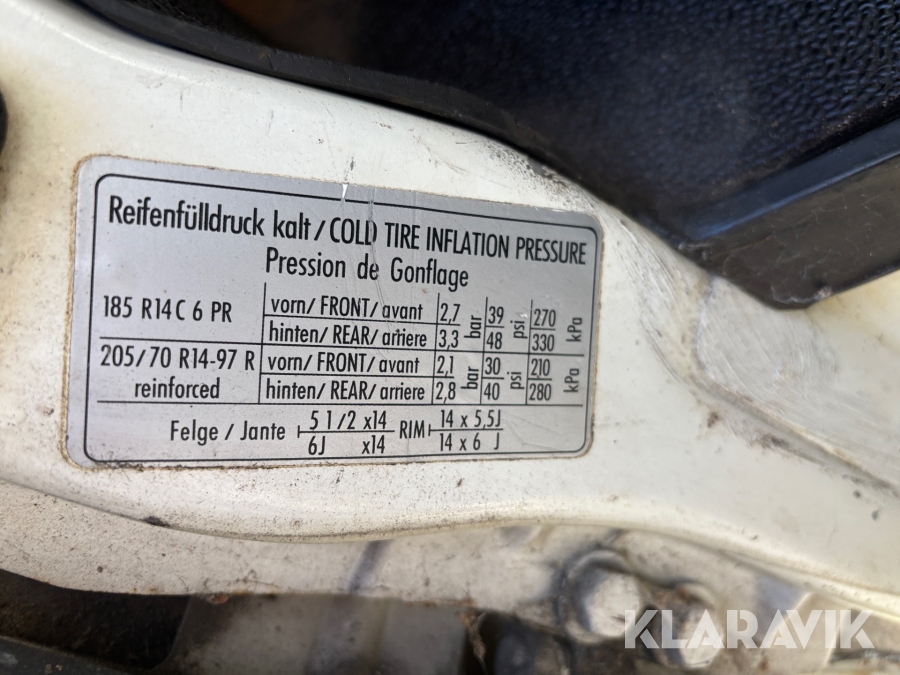 Reifenfülldruck kalt/COLD TIRE INFLATION PRESSURE
Pression de Gonflage
185 R14 C 6 PR vorn/ FRONT/ avant 2,7 bar 39 psi 270 kPa
hinten/ REAR/ arriere 3,3 48 330
205/70 R14-97 R vorn/ FRONT/ avant 2,1 bar 30 psi 210 kPa
reinforced hinten/ REAR/ arriere 2,8 40 280
Felge / Jante 5 1/2 x14 RIM 14 x 5,5J
6J x14 14 x 6 J
KLARAVIK